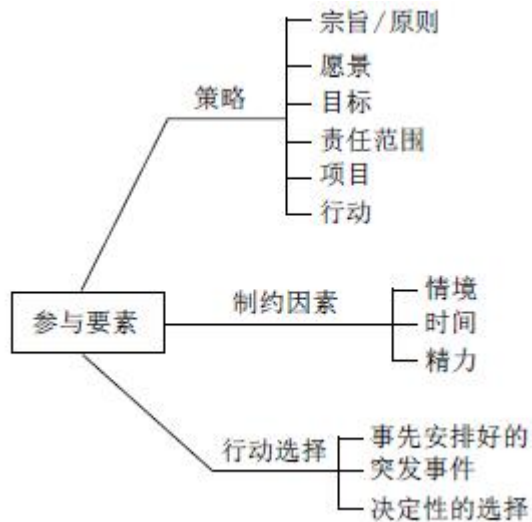 策略
宗旨/原则
愿景
目标
责任范围
项目
行动
参与要素
制约因素
情境
时间
精力
行动选择
事先安排好的
突发事件
决定性的选择